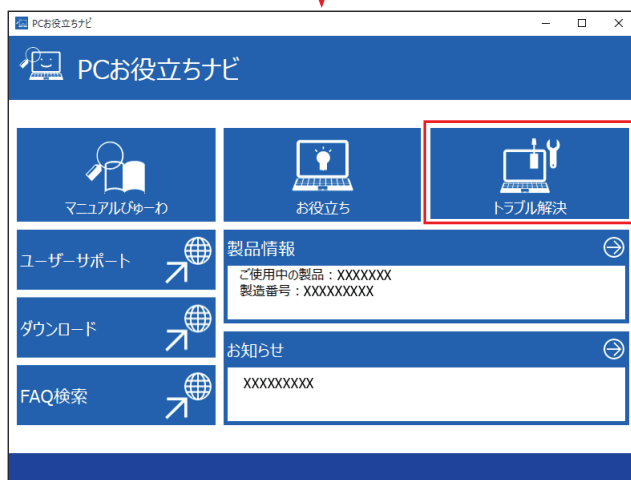 PCお役立ちナビ
PCお役立ちナビ
マニュアルびゅーわ
お役立ち
トラブル解決
ユーザーサポート
ダウンロード
FAQ検索
製品情報
ご使用中の製品：XXXXXXX
製造番号：XXXXXXXXX
お知らせ
XXXXXXXXX